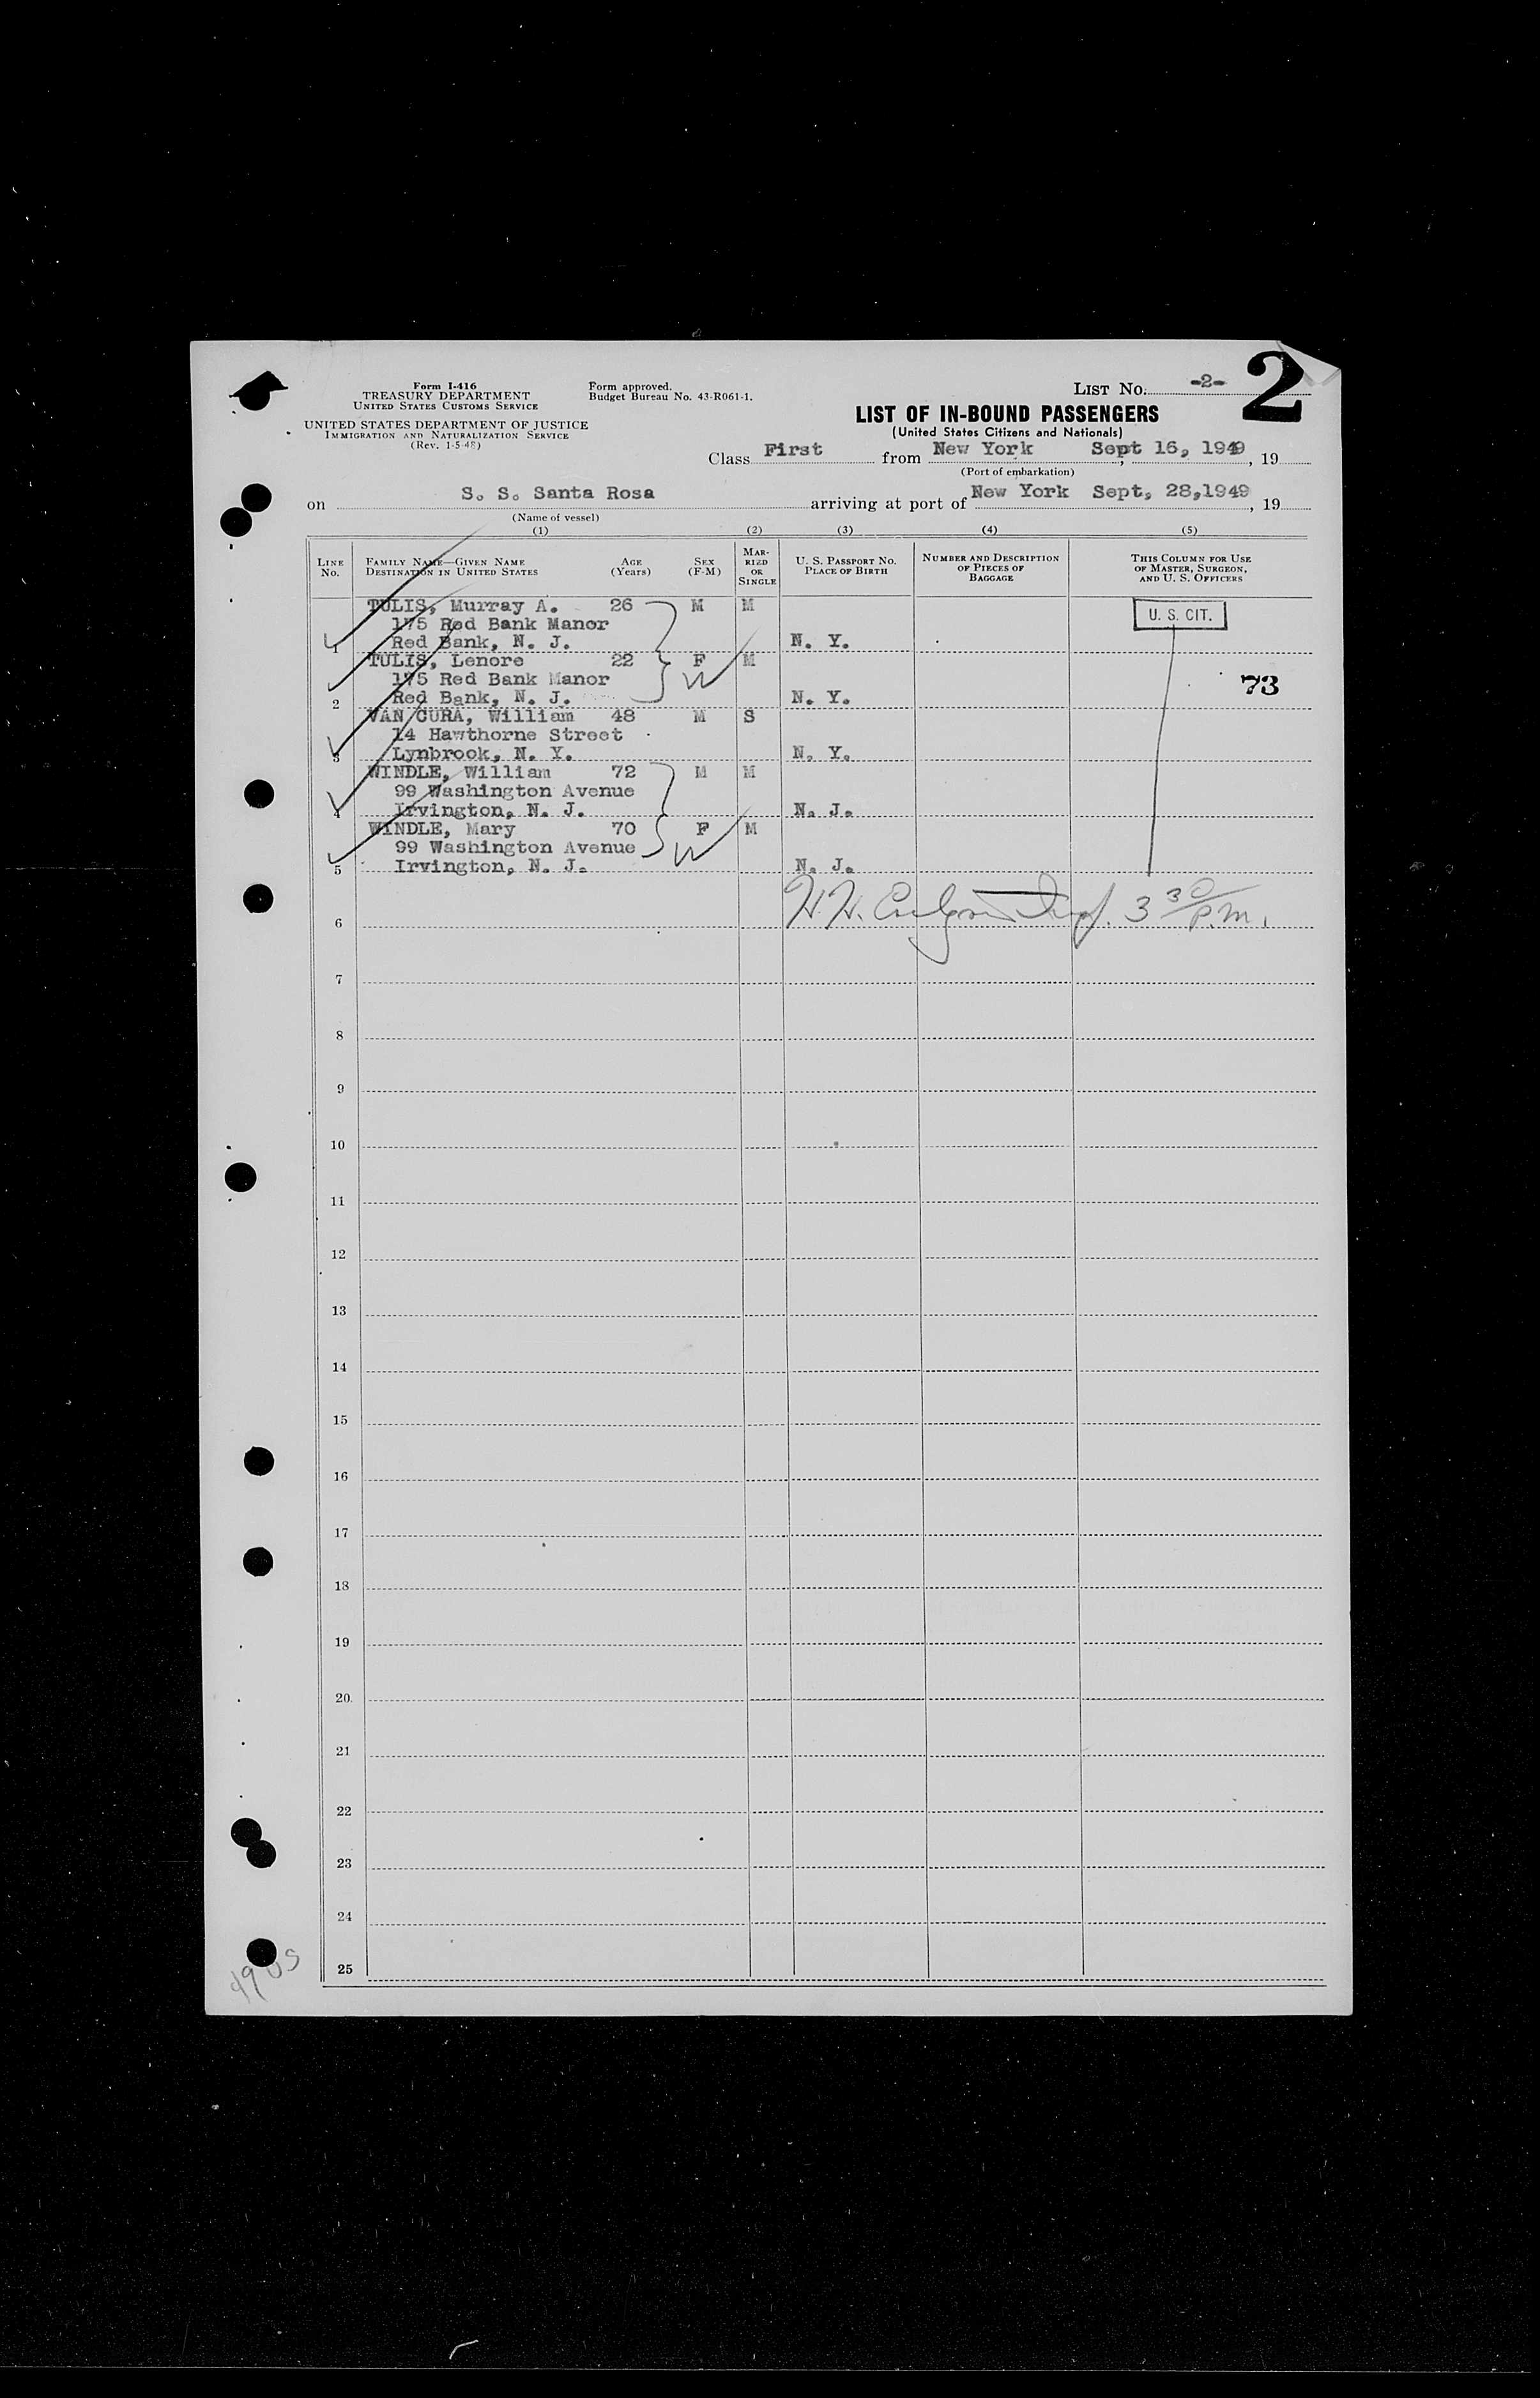 Form I-416
TREASURY DEPARTMENT
UNITED STATES CUSTOMS SERVICE
UNITED STATES DEPARTMENT OF JUSTICE
IMMIGRATION AND NATURALIZATION SERVICE
(Rev. 1-5-48)
Form approved.
Budget Bureau No. 43-R061-1.
LIST No. -2-
2
LIST OF IN-BOUND PASSENGERS
(United States Citizens and Nationals)
Class First from New York Sept 16, 1949, 19
(Port of embarkation)
on S. S. Santa Rosa arriving at port of New York Sept, 28,1949, 19
(Name of vessel)
(1) (2) (3) (4) (5)
LINE No. FAMILY NAME—GIVEN NAME DESTINATION IN UNITED STATES AGE (Years) SEX (F-M) MARRIED OR SINGLE U. S. PASSPORT No. PLACE OF BIRTH NUMBER AND DESCRIPTION OF PIECES OF BAGGAGE THIS COLUMN FOR USE OF MASTER, SURGEON, AND U. S. OFFICERS
TULIS, Murray A. 26 M M U. S. CIT.
175 Red Bank Manor
1 Red Bank, N. J. N. Y.
TULIS, Lenore 22 F M
175 Red Bank Manor 73
2 Red Bank, N. J. N. Y.
VAN CURA, William 48 M S
14 Hawthorne Street
3 Lynbrook, N. Y. N. Y.
WINDLE, William 72 M M
99 Washington Avenue
4 Irvington, N. J. N. J.
WINDLE, Mary 70 F M
99 Washington Avenue
5 Irvington, N. J. N. J.
6 H. H. 3 30 P.M.
7
8
9
10
11
12
13
14
15
16
17
18
19
20
21
22
23
24
25